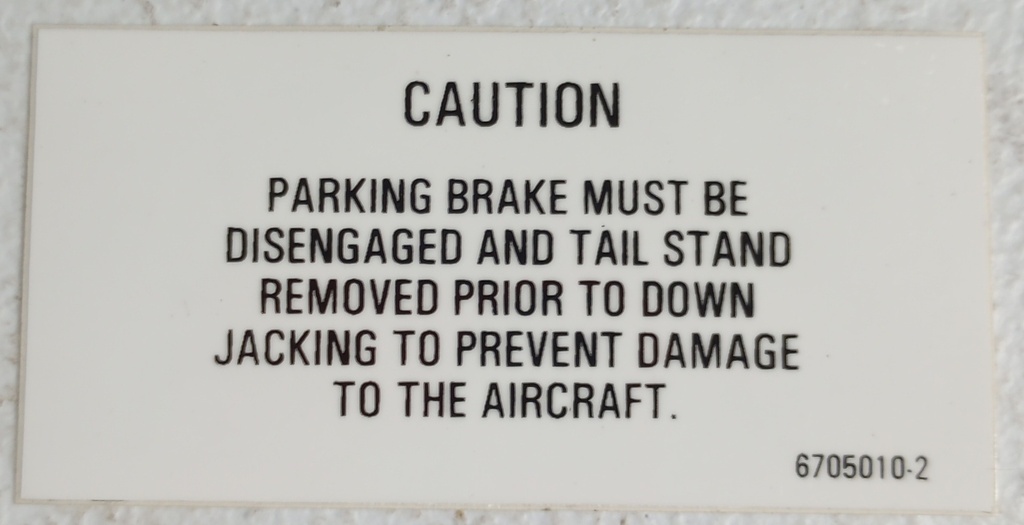 CAUTION
PARKING BRAKE MUST BE
DISENGAGED AND TAIL STAND
REMOVED PRIOR TO DOWN
JACKING TO PREVENT DAMAGE
TO THE AIRCRAFT.
6705010-2